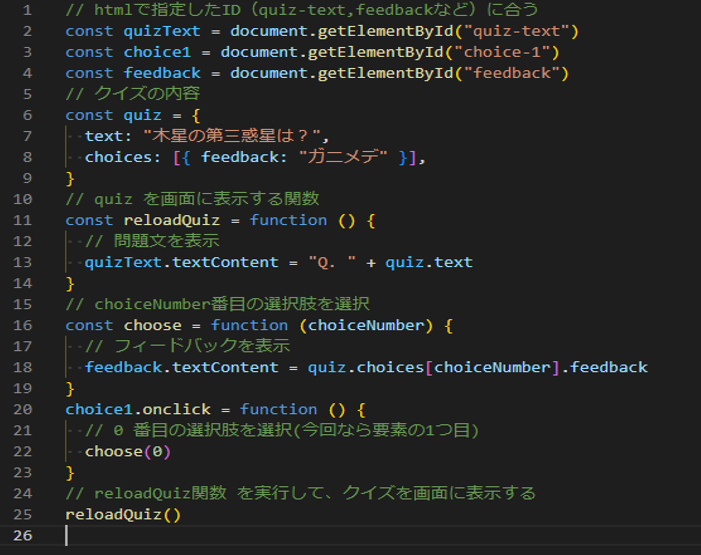 1 // htmlで指定したID（quiz-text,feedbackなど）に合う
2 const quizText = document.getElementById("quiz-text")
3 const choice1 = document.getElementById("choice-1")
4 const feedback = document.getElementById("feedback")
5 // クイズの内容
6 const quiz = {
7   text: "木星の第三惑星は？",
8   choices: [{ feedback: "ガニメデ" }],
9 }
10 // quiz を画面に表示する関数
11 const reloadQuiz = function () {
12   // 問題文を表示
13   quizText.textContent = "Q. " + quiz.text
14 }
15 // choiceNumber番目の選択肢を選択
16 const choose = function (choiceNumber) {
17   // フィードバックを表示
18   feedback.textContent = quiz.choices[choiceNumber].feedback
19 }
20 choice1.onclick = function () {
21   // 0 番目の選択肢を選択(今回なら要素の1つ目)
22   choose(0)
23 }
24 // reloadQuiz関数 を実行して、クイズを画面に表示する
25 reloadQuiz()
26